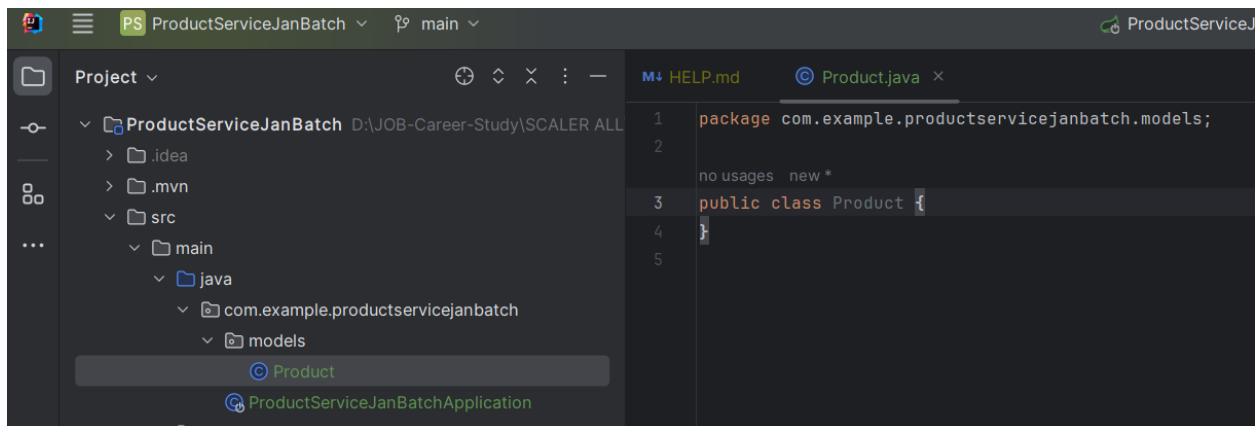 PS ProductServiceJanBatch main ProductServiceJ
Project
M↓ HELP.md Product.java ×
ProductServiceJanBatch D:\JOB-Career-Study\SCALER ALL
.idea
.mvn
src
main
java
com.example.productservicejanbatch
models
Product
ProductServiceJanBatchApplication
1 package com.example.productservicejanbatch.models;
2
no usages new *
3 public class Product {
4 }
5